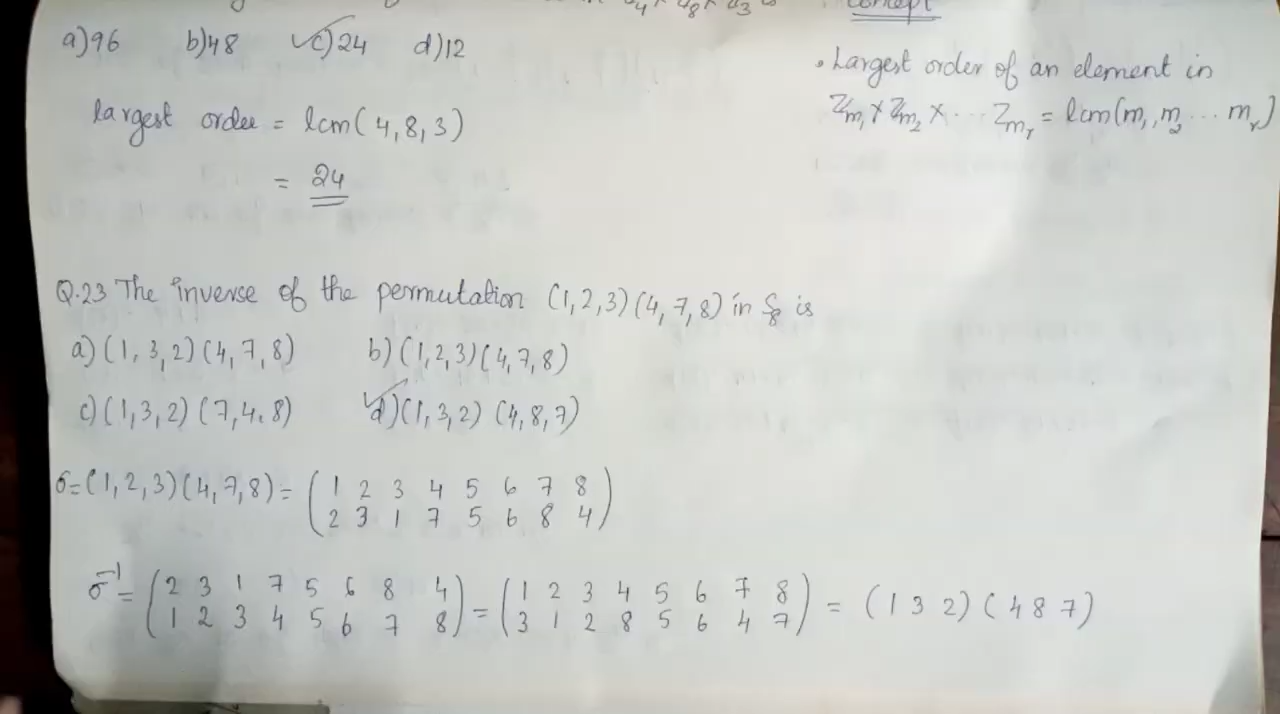 concept
a)96 b)48 c)24 d)12
largest order = lcm(4,8,3)
= 24
• Largest order of an element in
Zm₁ × Zm₂ × ... Zmᵣ = lcm(m₁, m₂ ... mᵣ)
Q.23 The inverse of the permutation (1,2,3)(4,7,8) in S₈ is
a) (1,3,2)(4,7,8) b) (1,2,3)(4,7,8)
c) (1,3,2)(7,4,8) d) (1,3,2) (4,8,7)
σ = (1,2,3)(4,7,8) = ( 1 2 3 4 5 6 7 8
2 3 1 7 5 6 8 4 )
σ⁻¹ = ( 2 3 1 7 5 6 8 4
1 2 3 4 5 6 7 8 ) = ( 1 2 3 4 5 6 7 8
3 1 2 8 5 6 4 7 ) = (1 3 2)(4 8 7)